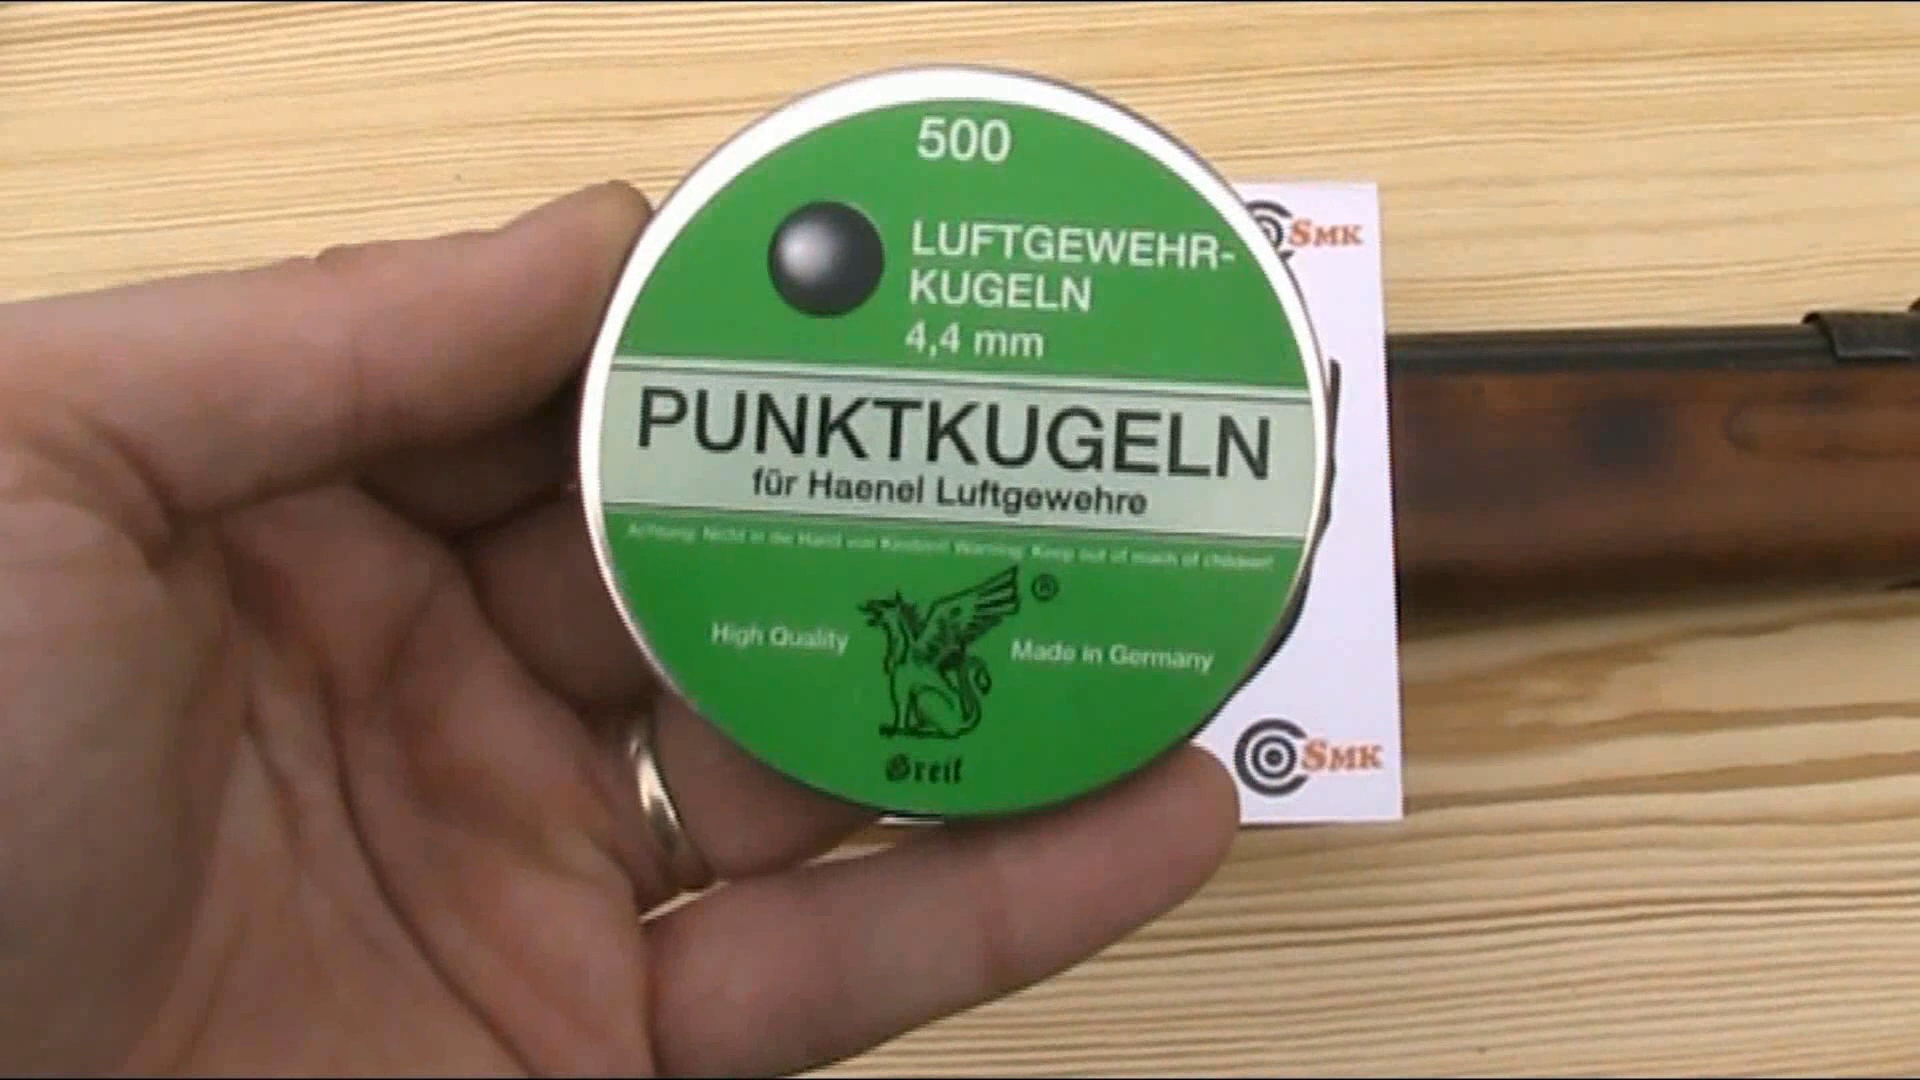 500
LUFTGEWEHR-
KUGELN
4,4 mm
PUNKTKUGELN
für Haenel Luftgewehre
Achtung: Nicht in die Hand von Kindern! Warning: Keep out of reach of children!
®
High Quality
Made in Germany
Greif
SMK
SMK